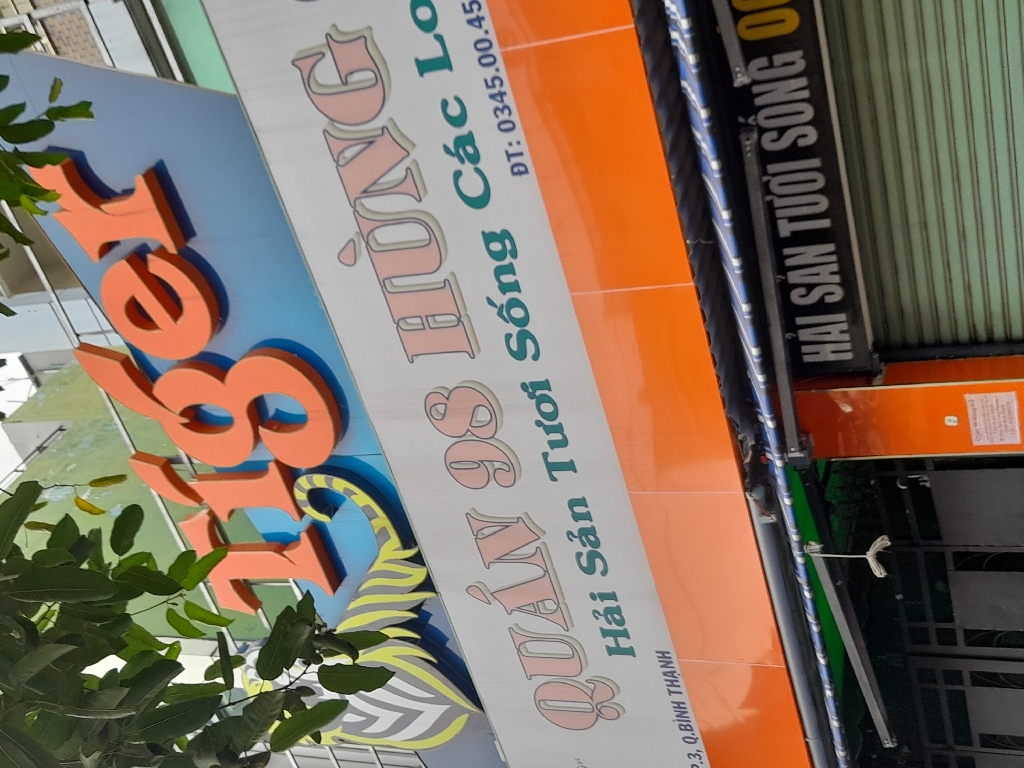 Tiger
QUÁN 98 HÙNG
Hải Sản Tươi Sống Các Lo
P.3, Q.BÌNH THẠNH
ĐT: 0345.00.45
HẢI SẢN TƯƠI SỐNG